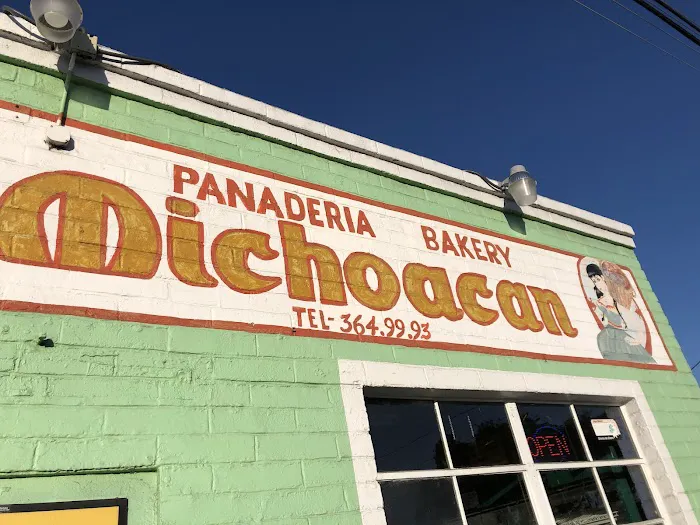 PANADERIA BAKERY
Michoacan
TEL- 364.99.93
OPEN